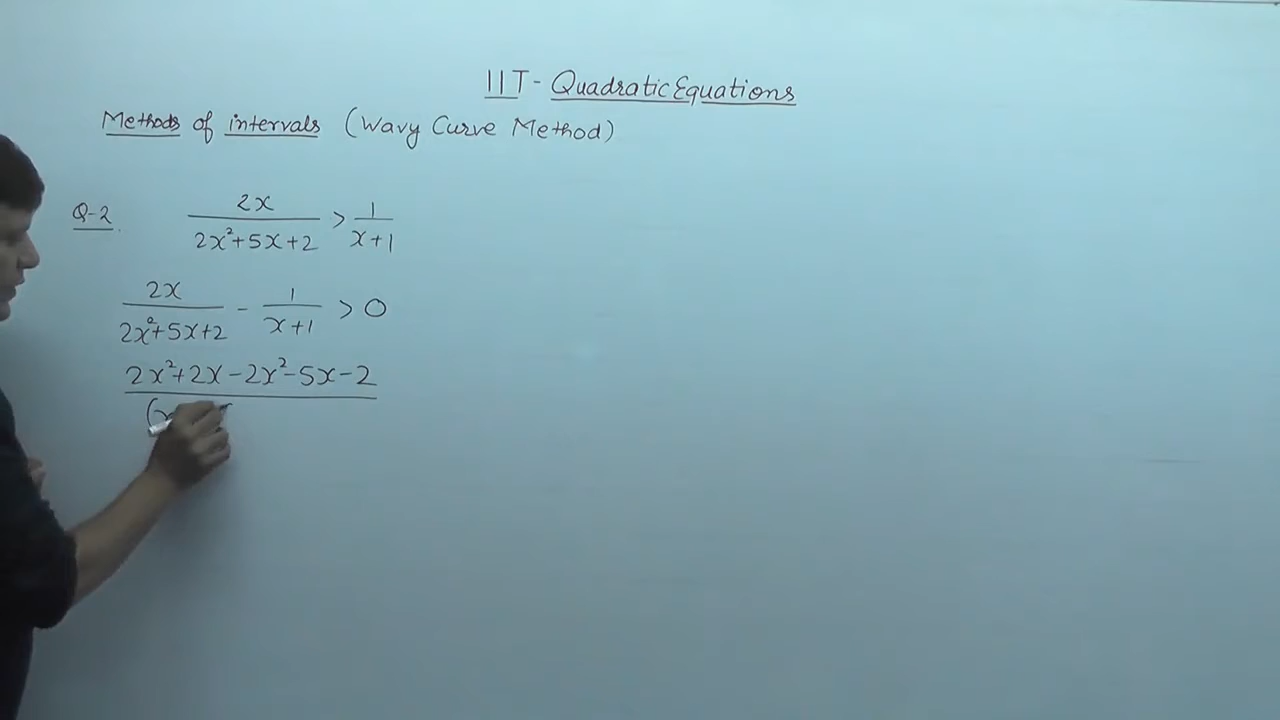 IIT - Quadratic Equations
Methods of intervals (Wavy Curve Method)
Q-2. 2x / 2x²+5x+2 > 1 / x+1
2x / 2x²+5x+2 - 1 / x+1 > 0
2x²+2x-2x²-5x-2
(x